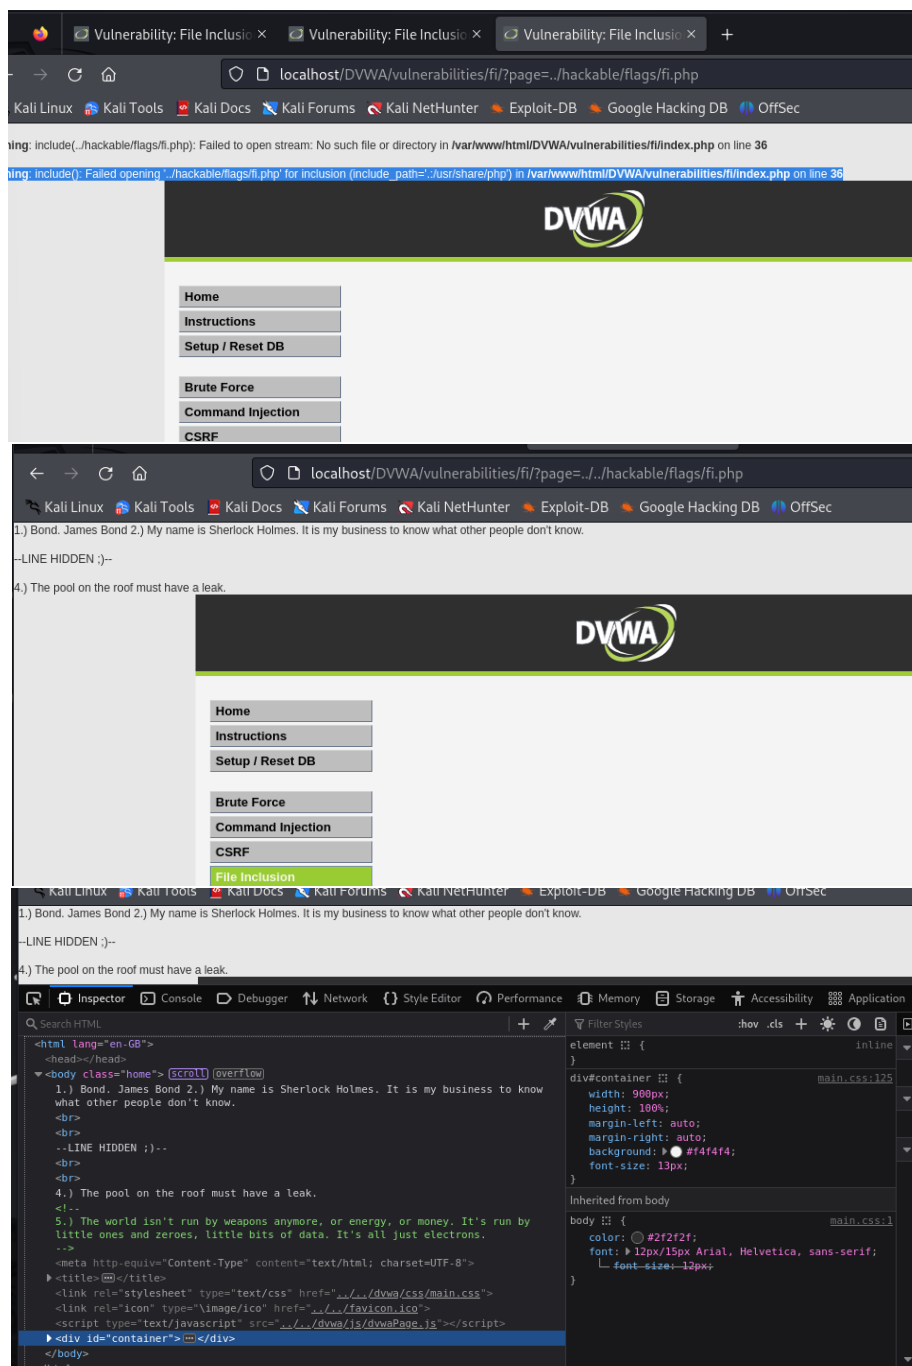 Vulnerability: File Inclusio × Vulnerability: File Inclusio × Vulnerability: File Inclusio × +
localhost/DVWA/vulnerabilities/fi/?page=../hackable/flags/fi.php
Kali Linux Kali Tools Kali Docs Kali Forums Kali NetHunter Exploit-DB Google Hacking DB OffSec
ning: include(../hackable/flags/fi.php): Failed to open stream: No such file or directory in /var/www/html/DVWA/vulnerabilities/fi/index.php on line 36
ning: include(): Failed opening '../hackable/flags/fi.php' for inclusion (include_path='.:/usr/share/php') in /var/www/html/DVWA/vulnerabilities/fi/index.php on line 36
DVWA
Home
Instructions
Setup / Reset DB
Brute Force
Command Injection
CSRF
localhost/DVWA/vulnerabilities/fi/?page=../../hackable/flags/fi.php
Kali Linux Kali Tools Kali Docs Kali Forums Kali NetHunter Exploit-DB Google Hacking DB OffSec
1.) Bond. James Bond 2.) My name is Sherlock Holmes. It is my business to know what other people don't know.
--LINE HIDDEN ;)--
4.) The pool on the roof must have a leak.
DVWA
Home
Instructions
Setup / Reset DB
Brute Force
Command Injection
CSRF
File Inclusion
Kali Linux Kali Tools Kali Docs Kali Forums Kali NetHunter Exploit-DB Google Hacking DB OffSec
1.) Bond. James Bond 2.) My name is Sherlock Holmes. It is my business to know what other people don't know.
--LINE HIDDEN ;)--
4.) The pool on the roof must have a leak.
Inspector Console Debugger Network {} Style Editor Performance Memory Storage Accessibility Application
Search HTML + Filter Styles :hov .cls +
<html lang="en-GB">
<head></head>
<body class="home"> scroll overflow
1.) Bond. James Bond 2.) My name is Sherlock Holmes. It is my business to know
what other people don't know.
<br>
<br>
--LINE HIDDEN ;)--
<br>
<br>
4.) The pool on the roof must have a leak.
<!--
5.) The world isn't run by weapons anymore, or energy, or money. It's run by
little ones and zeroes, little bits of data. It's all just electrons.
-->
<meta http-equiv="Content-Type" content="text/html; charset=UTF-8">
<title></title>
<link rel="stylesheet" type="text/css" href="../../dvwa/css/main.css">
<link rel="icon" type="\image/ico" href="../../favicon.ico">
<script type="text/javascript" src="../../dvwa/js/dvwaPage.js"></script>
<div id="container"></div>
</body>
element { inline
}
div#container { main.css:125
width: 900px;
height: 100%;
margin-left: auto;
margin-right: auto;
background: #f4f4f4;
font-size: 13px;
}
Inherited from body
body { main.css:1
color: #2f2f2f;
font: 12px/15px Arial, Helvetica, sans-serif;
font-size: 12px;
}